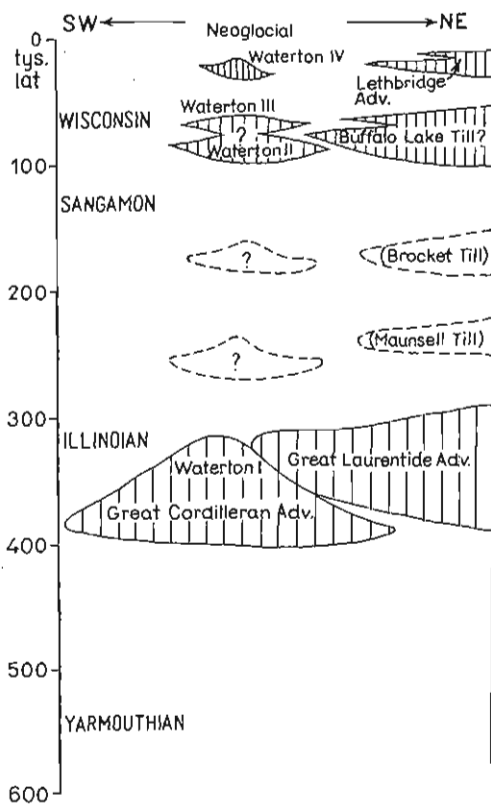 SW NE
Neoglacial
0
tys.
lat
Waterton IV
Lethbridge
Adv.
Waterton III
WISCONSIN
?
Buffalo Lake Till?
Waterton II
100
SANGAMON
?
(Brocket Till)
200
(Maunsell Till)
?
300
ILLINOIAN
Waterton I
Great Laurentide Adv.
Great Cordilleran Adv.
400
500
YARMOUTHIAN
600